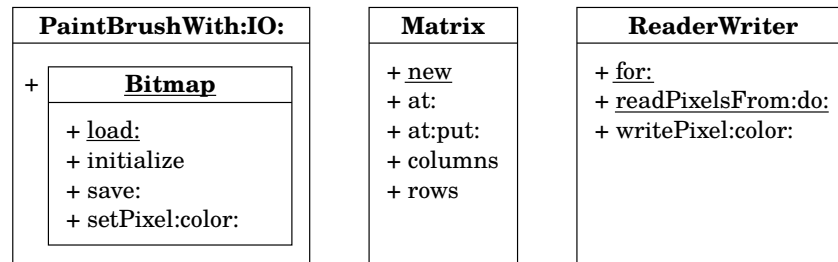 PaintBrushWith:IO:
+ Bitmap
+ load:
+ initialize
+ save:
+ setPixel:color:
Matrix
+ new
+ at:
+ at:put:
+ columns
+ rows
ReaderWriter
+ for:
+ readPixelsFrom:do:
+ writePixel:color: